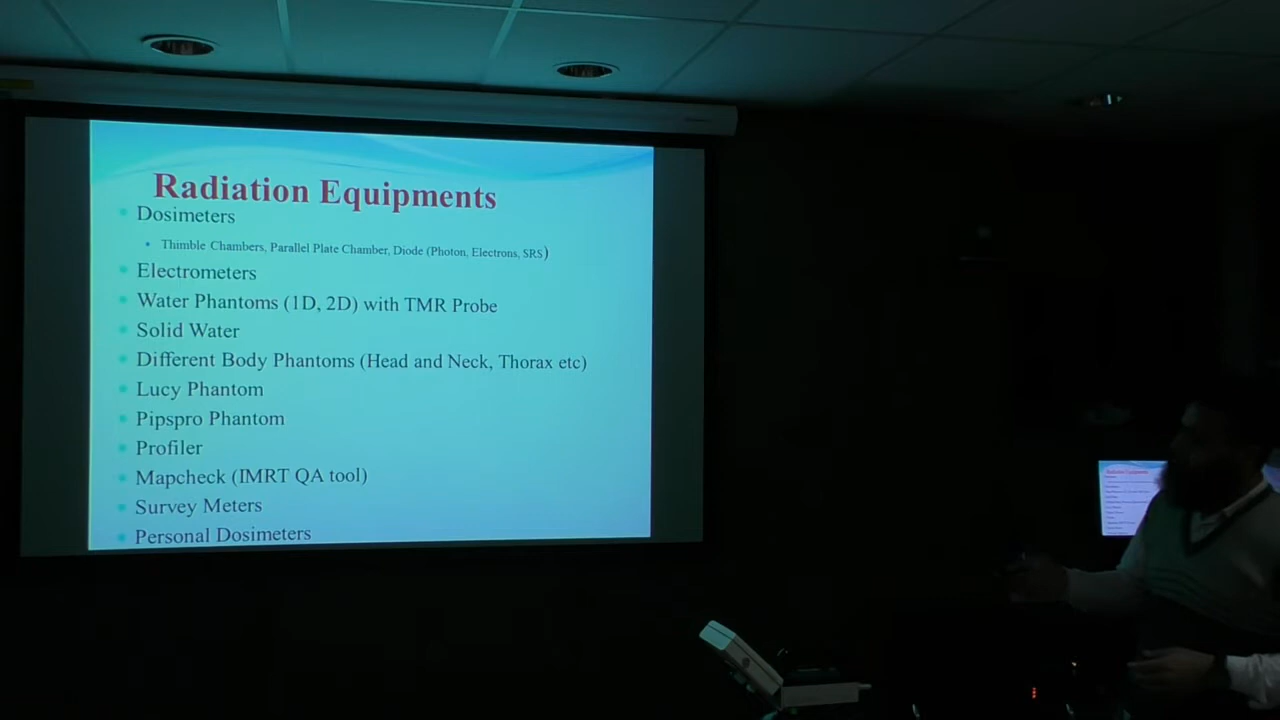 Radiation Equipments
Dosimeters
Thimble Chambers, Parallel Plate Chamber, Diode (Photon, Electrons, SRS)
Electrometers
Water Phantoms (1D, 2D) with TMR Probe
Solid Water
Different Body Phantoms (Head and Neck, Thorax etc)
Lucy Phantom
Pipspro Phantom
Profiler
Mapcheck (IMRT QA tool)
Survey Meters
Personal Dosimeters
Radiation Equipments